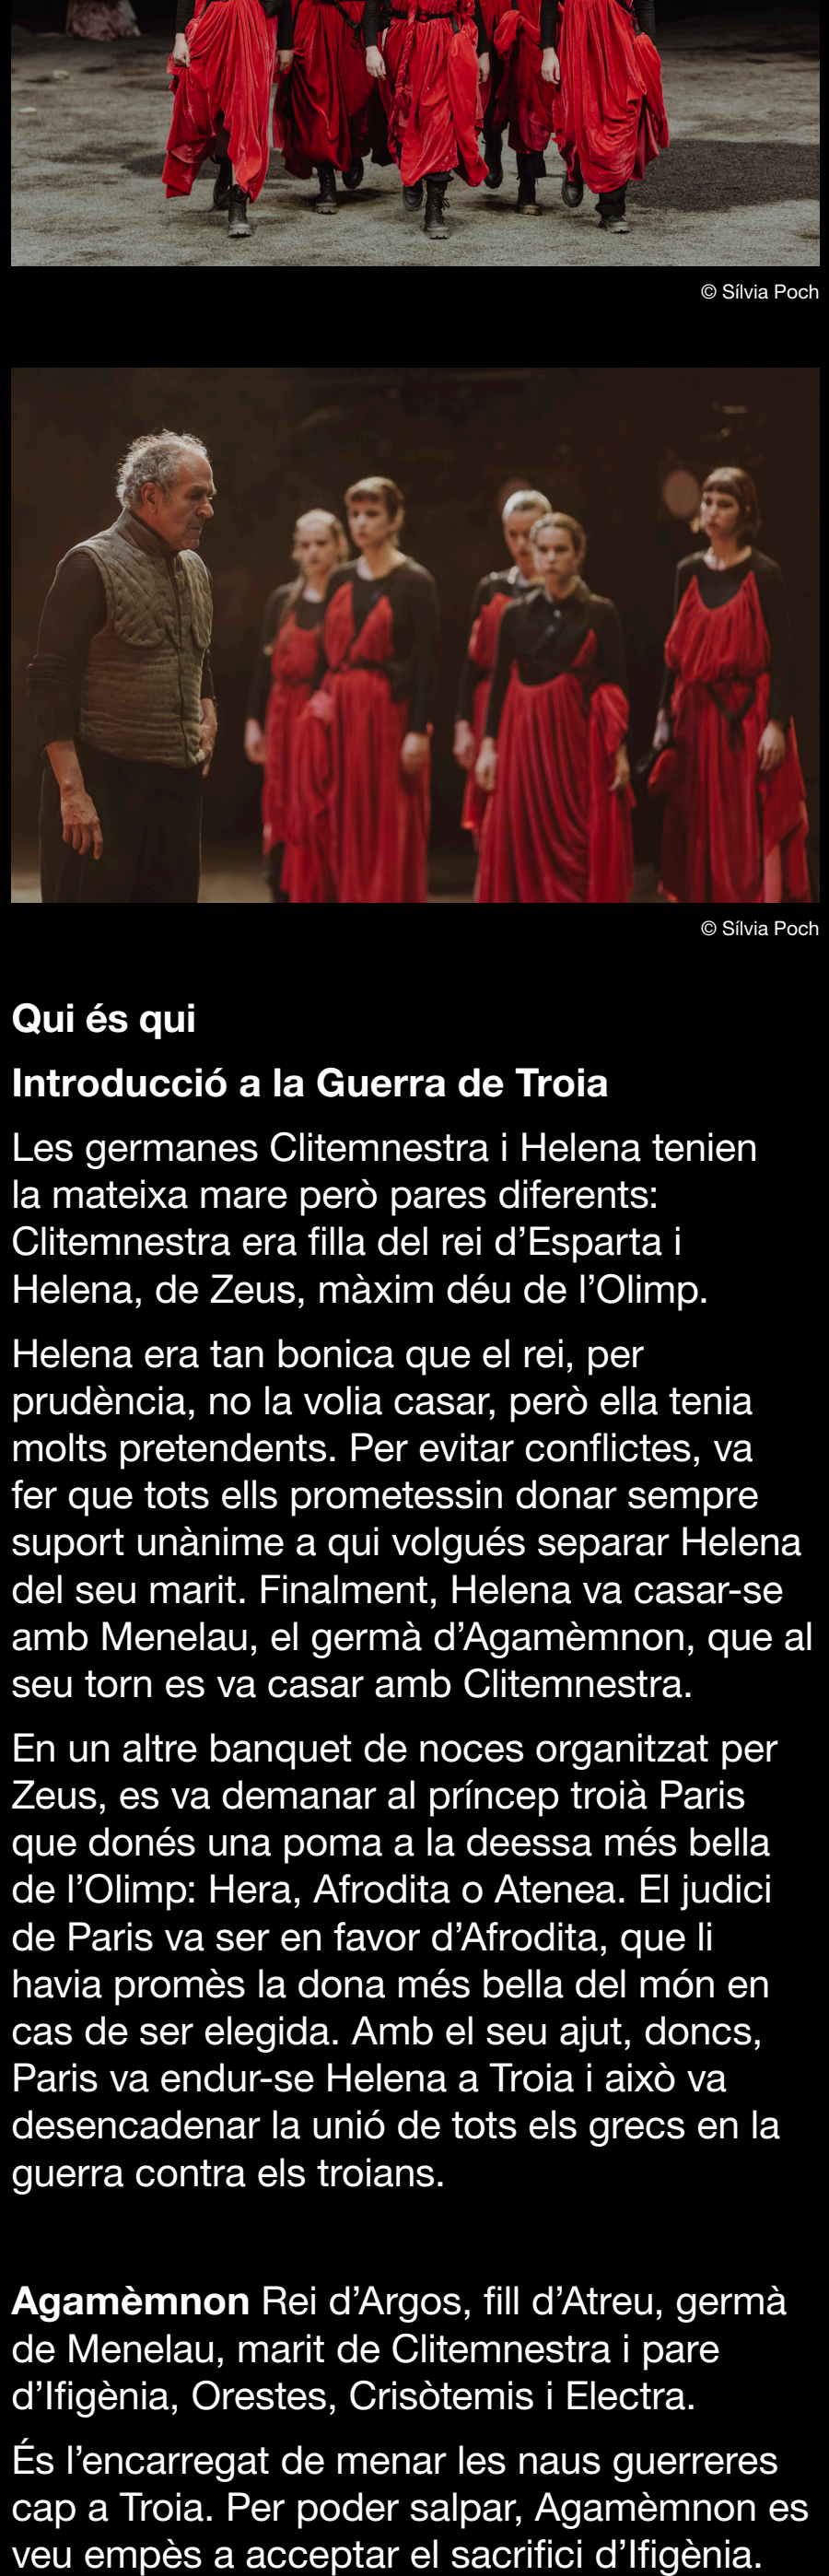 © Sílvia Poch
© Sílvia Poch
Qui és qui
Introducció a la Guerra de Troia
Les germanes Clitemnestra i Helena tenien
la mateixa mare però pares diferents:
Clitemnestra era filla del rei d’Esparta i
Helena, de Zeus, màxim déu de l’Olimp.
Helena era tan bonica que el rei, per
prudència, no la volia casar, però ella tenia
molts pretendents. Per evitar conflictes, va
fer que tots ells prometessin donar sempre
suport unànime a qui volgués separar Helena
del seu marit. Finalment, Helena va casar-se
amb Menelau, el germà d’Agamèmnon, que al
seu torn es va casar amb Clitemnestra.
En un altre banquet de noces organitzat per
Zeus, es va demanar al príncep troià Paris
que donés una poma a la deessa més bella
de l’Olimp: Hera, Afrodita o Atenea. El judici
de Paris va ser en favor d’Afrodita, que li
havia promès la dona més bella del món en
cas de ser elegida. Amb el seu ajut, doncs,
Paris va endur-se Helena a Troia i això va
desencadenar la unió de tots els grecs en la
guerra contra els troians.
Agamèmnon Rei d’Argos, fill d’Atreu, germà
de Menelau, marit de Clitemnestra i pare
d’Ifigènia, Orestes, Crisòtemis i Electra.
És l’encarregat de menar les naus guerreres
cap a Troia. Per poder salpar, Agamèmnon es
veu empès a acceptar el sacrifici d’Ifigènia.